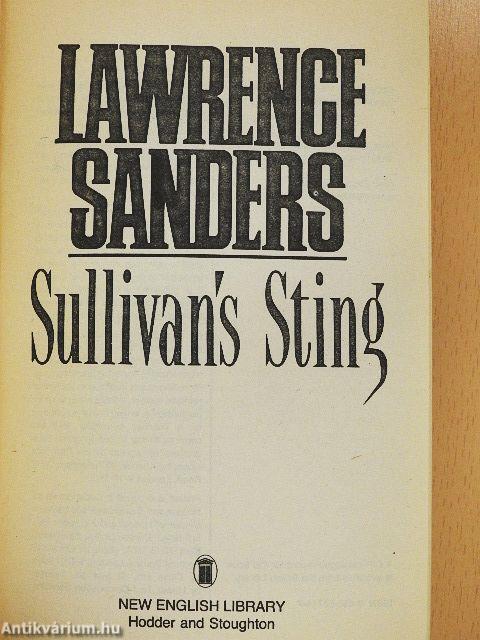 LAWRENCE
SANDERS
Sullivan's Sting
NEW ENGLISH LIBRARY
Hodder and Stoughton
Antikvárium.hu